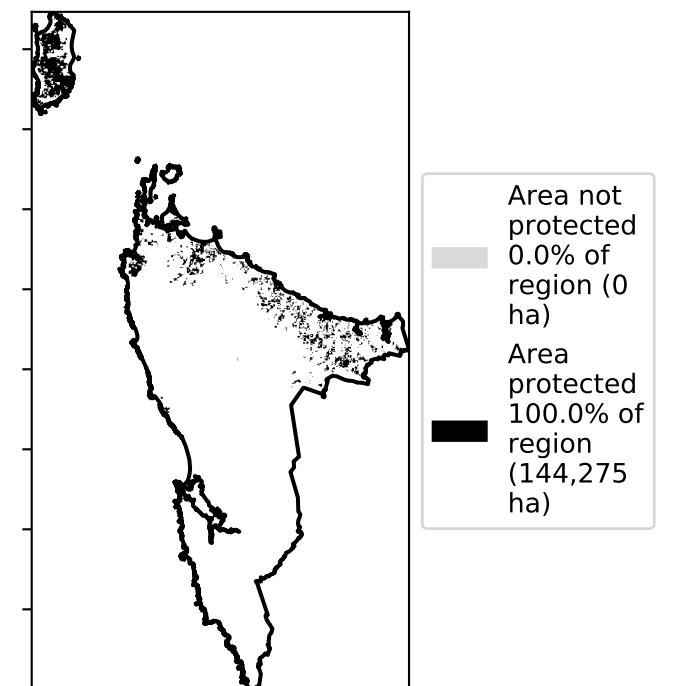 Area not
protected
0.0% of
region (0
ha)
Area
protected
100.0% of
region
(144,275
ha)